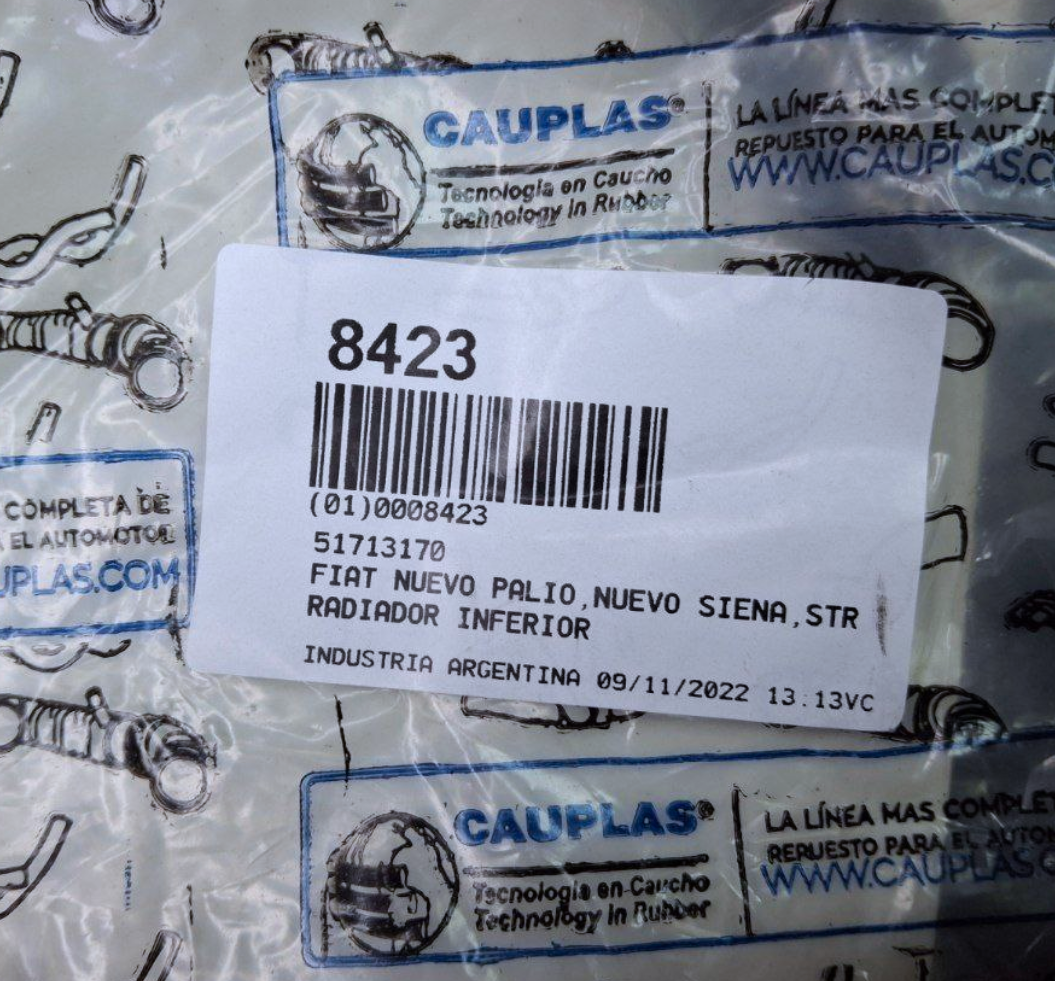 CAUPLAS®
Tecnología en Caucho
Technology in Rubber
LA LÍNEA MAS COMPLET
REPUESTO PARA EL AUTOM
WWW.CAUPLAS.C
8423
(01)0008423
51713170
FIAT NUEVO PALIO,NUEVO SIENA,STR
RADIADOR INFERIOR
INDUSTRIA ARGENTINA 09/11/2022 13:13VC
COMPLETA DE
EL AUTOMOTOR
UPLAS.COM
CAUPLAS®
Tecnología en Caucho
Technology in Rubber
LA LÍNEA MAS COMPLET
REPUESTO PARA EL AUTOM
WWW.CAUPLAS.C